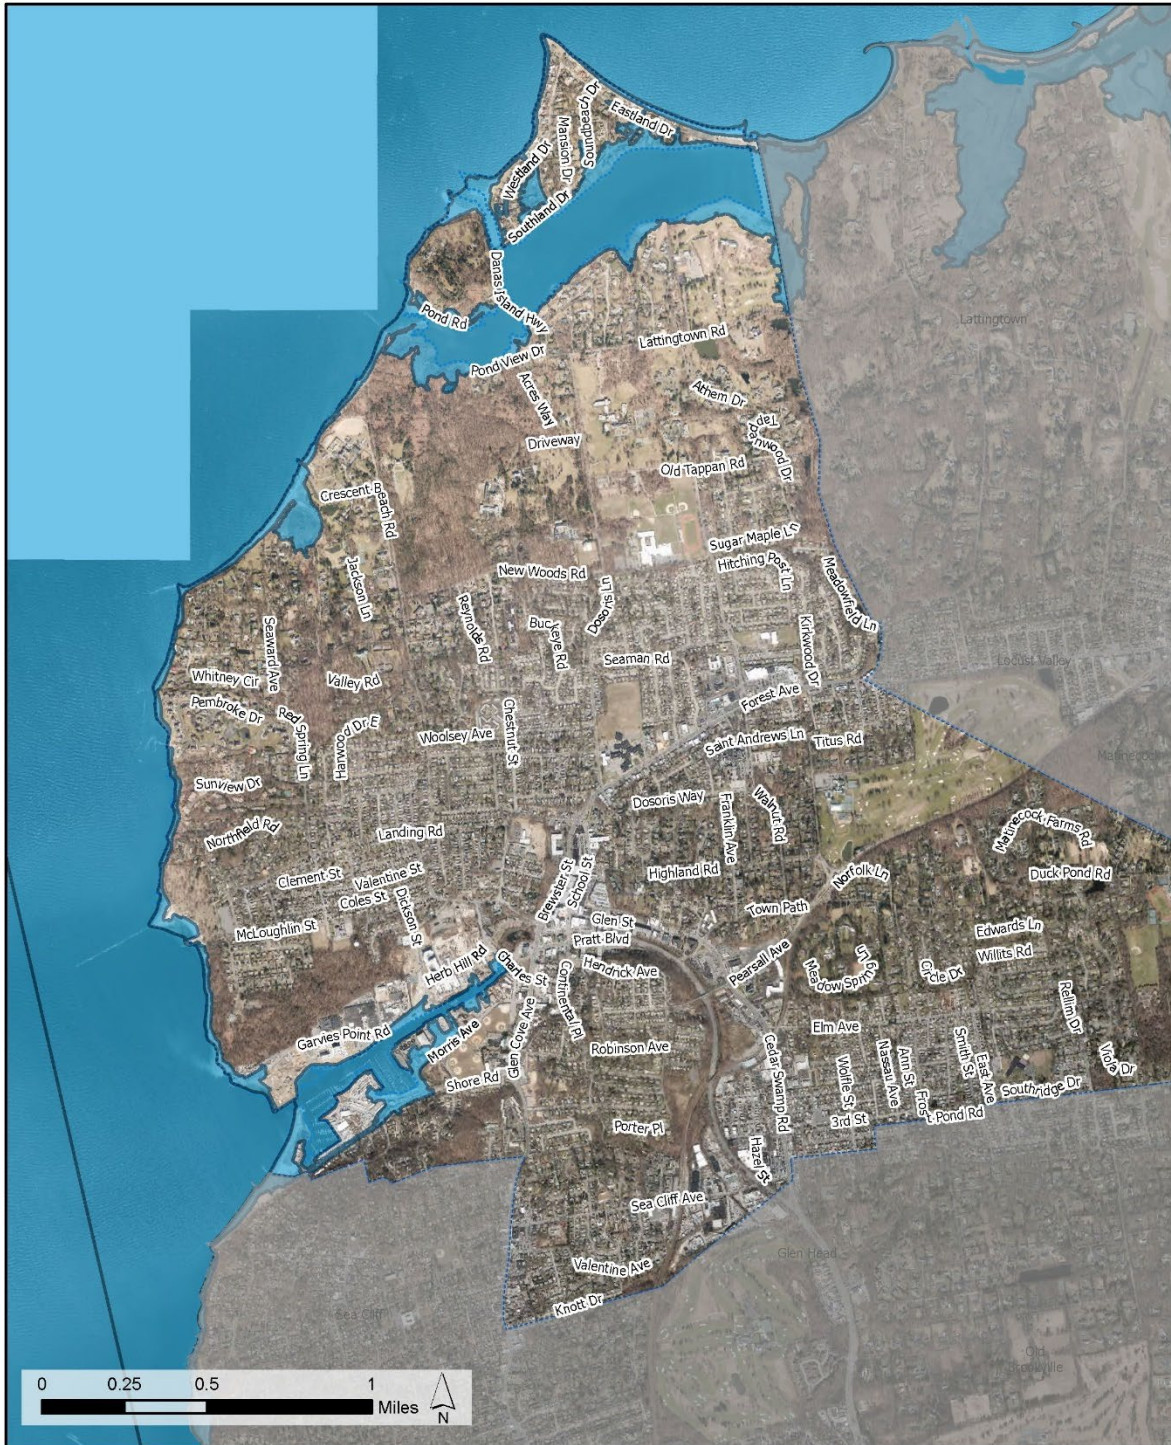 Soundbeach Dr
Eastland Dr
Mansion Dr
Westland Dr
Southland Dr
Danas Island Hwy
Pond Rd
Lattingtown
Lattingtown Rd
Pond View Dr
Acres Way
Athem Dr
Tappanwood Dr
Driveway
Old Tappan Rd
Crescent Beach Rd
Sugar Maple Ln
Hitching Post Ln
New Woods Rd
Meadowfield Ln
Jackson Ln
Dosoris Ln
Reynolds Rd
Buckeye Rd
Kirkwood Dr
Seaward Ave
Seaman Rd
Locust Valley
Whitney Cir
Valley Rd
Forest Ave
Pembroke Dr
Red Spring Ln
Harwood Dr E
Chestnut St
Woolsey Ave
Saint Andrews Ln
Titus Rd
Sunview Dr
Dosoris Way
Franklin Ave
Walnut Rd
Matinecock Farms Rd
Northfield Rd
Landing Rd
Clement St
Valentine St
Brewster St
School St
Highland Rd
Norfolk Ln
Duck Pond Rd
Coles St
Dickson St
Town Path
McLoughlin St
Glen St
Pratt Blvd
Edwards Ln
Willits Rd
Herb Hill Rd
Charles St
Hendrick Ave
Pearsall Ave
Meadow Spring Ln
Circle Dr
Continental Pl
Rellim Dr
Garvies Point Rd
Morris Ave
Glen Cove Ave
Elm Ave
Robinson Ave
Cedar Swamp Rd
Wolfle St
Nassau Ave
Ann St
Smith St
East Ave
Viola Dr
Shore Rd
Southridge Dr
Frost Pond Rd
3rd St
Porter Pl
Hazel St
Sea Cliff Ave
Glen Head
Valentine Ave
Knott Dr
Sea Cliff
Old
Brookville
0 0.25 0.5 1
Miles
N